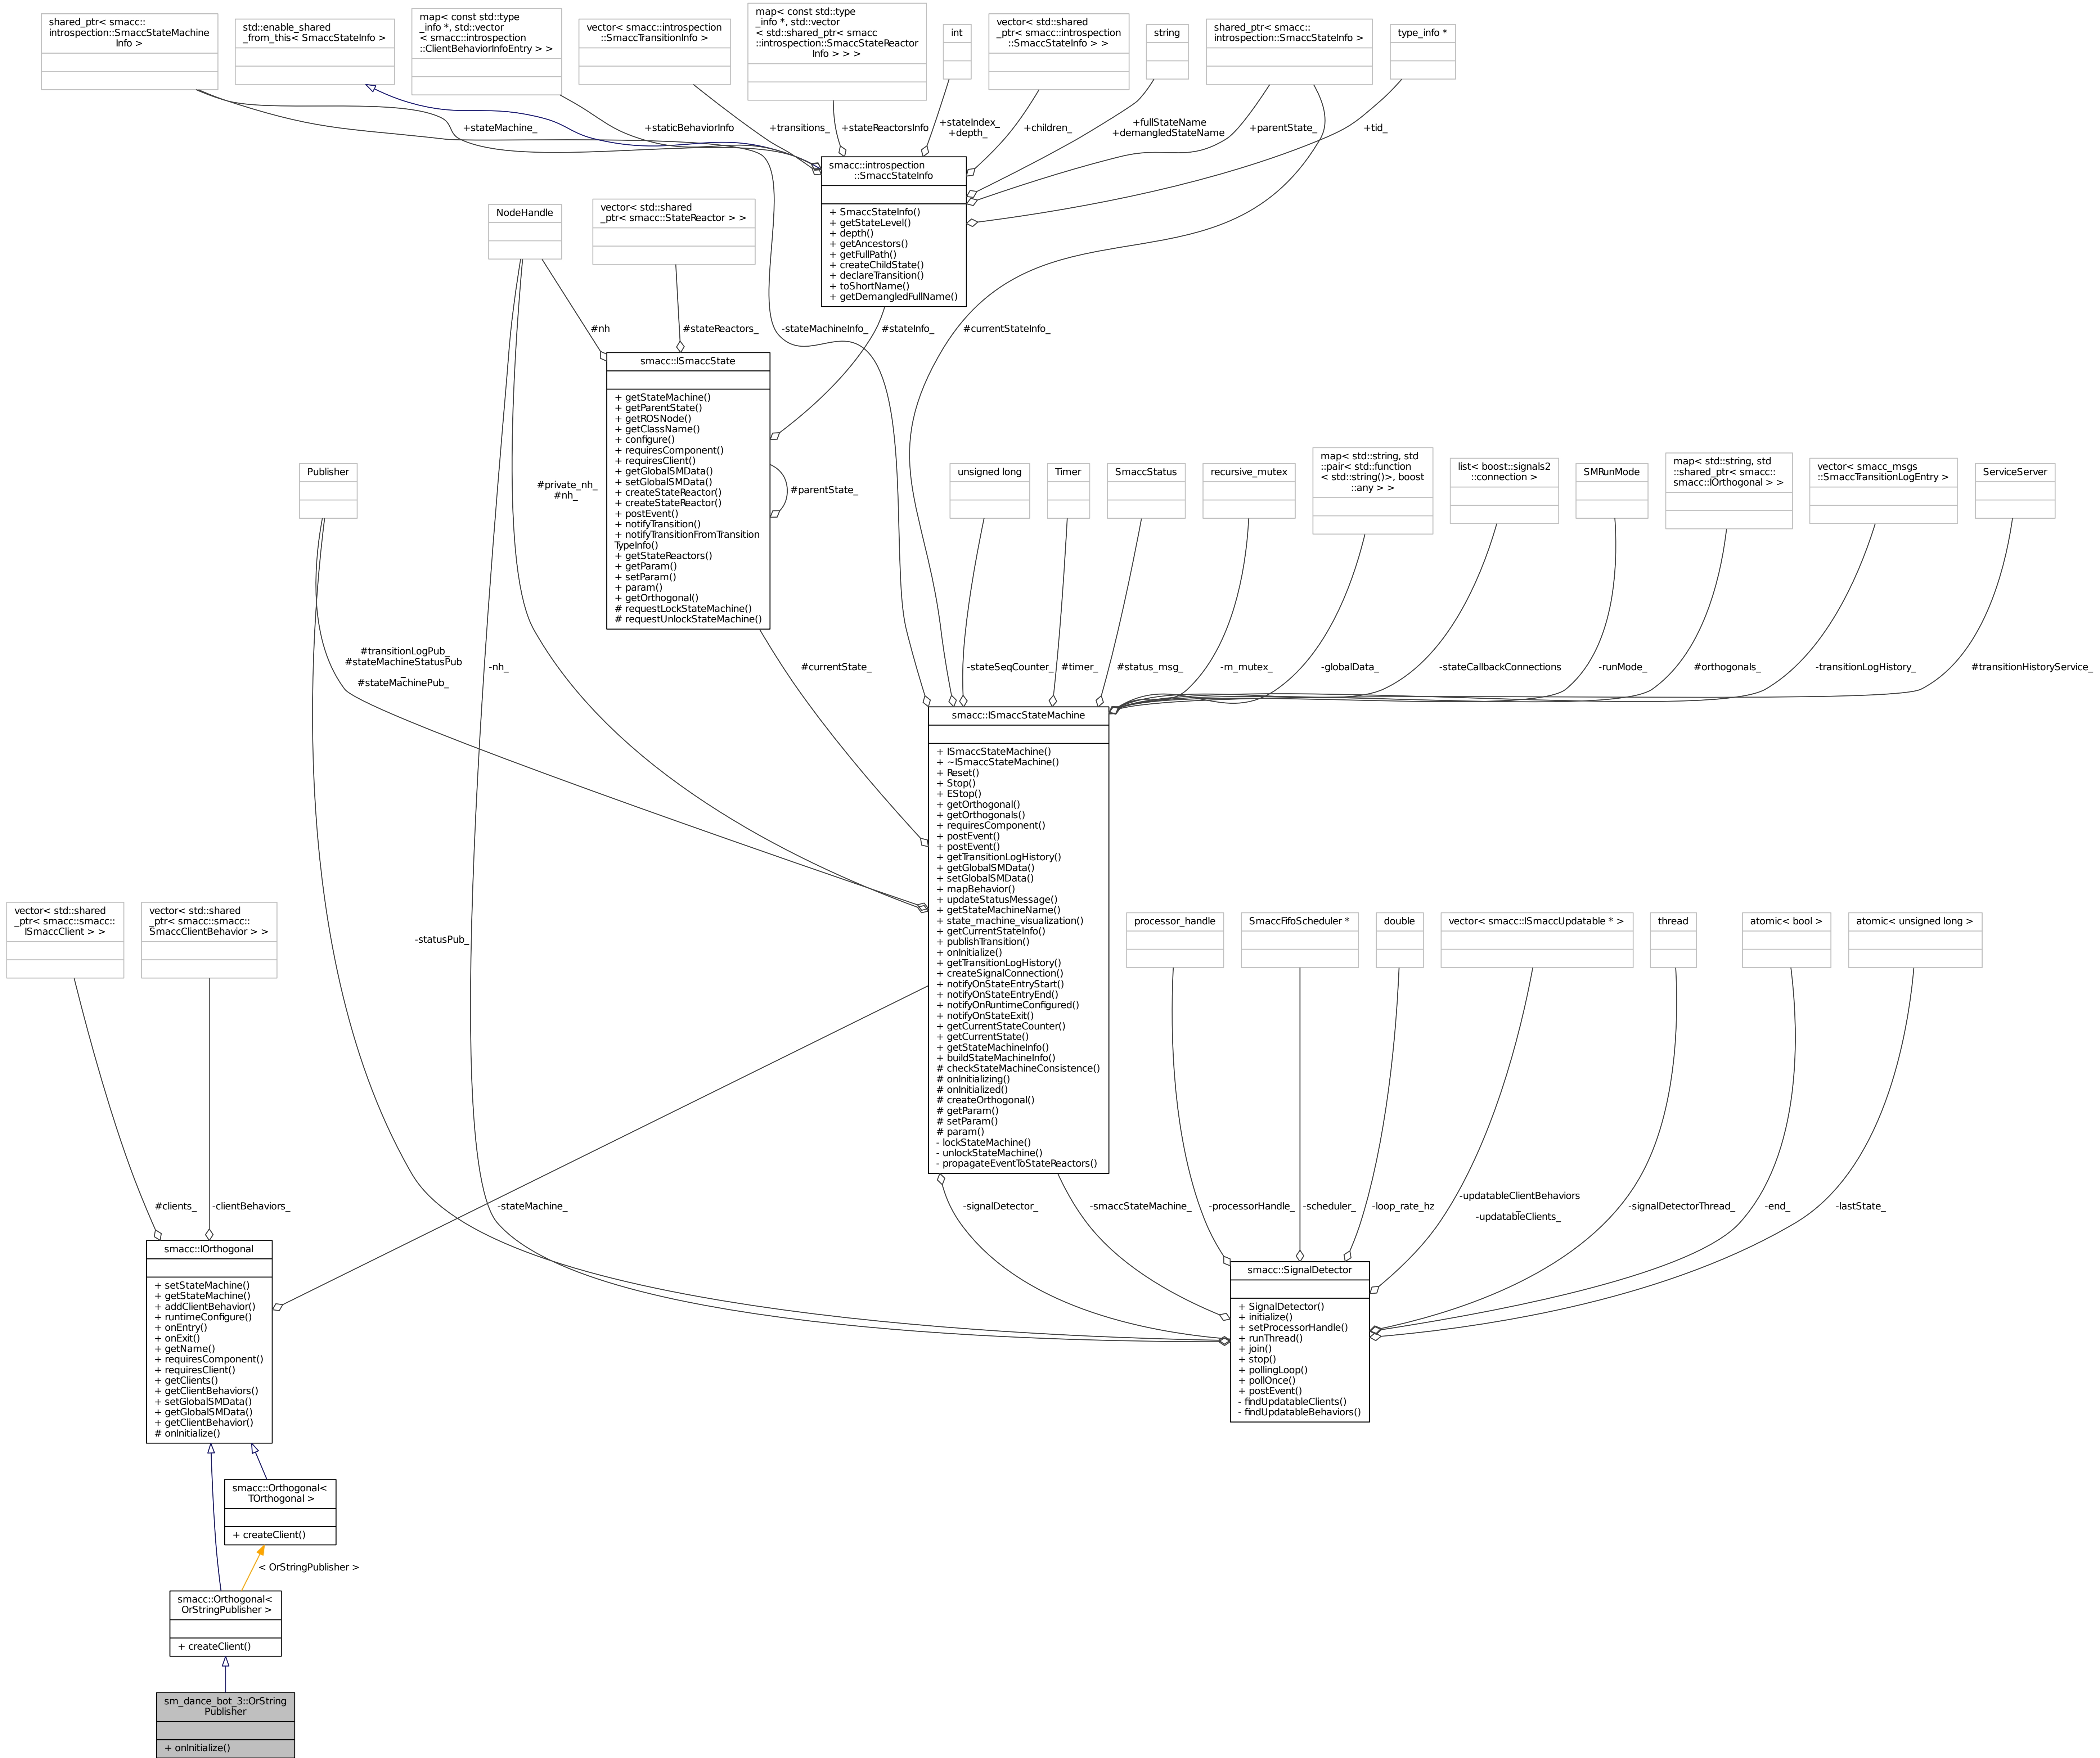 shared_ptr< smacc::
introspection::SmaccStateMachine
Info >
std::enable_shared
_from_this< SmaccStateInfo >
map< const std::type
_info *, std::vector
< smacc::introspection
::ClientBehaviorInfoEntry > >
vector< smacc::introspection
::SmaccTransitionInfo >
map< const std::type
_info *, std::vector
< std::shared_ptr< smacc
::introspection::SmaccStateReactor
Info > > >
int
vector< std::shared
_ptr< smacc::introspection
::SmaccStateInfo > >
string
shared_ptr< smacc::
introspection::SmaccStateInfo >
type_info *
+stateMachine_
+staticBehaviorInfo
+transitions_
+stateReactorsInfo
+stateIndex_
+depth_
+children_
+fullStateName
+demangledStateName
+parentState_
+tid_
smacc::introspection
::SmaccStateInfo
+ SmaccStateInfo()
+ getStateLevel()
+ depth()
+ getAncestors()
+ getFullPath()
+ createChildState()
+ declareTransition()
+ toShortName()
+ getDemangledFullName()
NodeHandle
vector< std::shared
_ptr< smacc::StateReactor > >
#nh
#stateReactors_
-stateMachineInfo_
#stateInfo_
#currentStateInfo_
smacc::ISmaccState
+ getStateMachine()
+ getParentState()
+ getROSNode()
+ getClassName()
+ configure()
+ requiresComponent()
+ requiresClient()
+ getGlobalSMData()
+ setGlobalSMData()
+ createStateReactor()
+ createStateReactor()
+ postEvent()
+ notifyTransition()
+ notifyTransitionFromTransition
TypeInfo()
+ getStateReactors()
+ getParam()
+ setParam()
+ param()
+ getOrthogonal()
# requestLockStateMachine()
# requestUnlockStateMachine()
#parentState_
Publisher
#private_nh_
#nh_
unsigned long
Timer
SmaccStatus
recursive_mutex
map< std::string, std
::pair< std::function
< std::string()>, boost
::any > >
list< boost::signals2
::connection >
SMRunMode
map< std::string, std
::shared_ptr< smacc::
smacc::IOrthogonal > >
vector< smacc_msgs
::SmaccTransitionLogEntry >
ServiceServer
#transitionLogPub_
#stateMachineStatusPub
_
#stateMachinePub_
-nh_
#currentState_
-stateSeqCounter_
#timer_
#status_msg_
-m_mutex_
-globalData_
-stateCallbackConnections
-runMode_
#orthogonals_
-transitionLogHistory_
#transitionHistoryService_
smacc::ISmaccStateMachine
+ ISmaccStateMachine()
+ ~ISmaccStateMachine()
+ Reset()
+ Stop()
+ EStop()
+ getOrthogonal()
+ getOrthogonals()
+ requiresComponent()
+ postEvent()
+ postEvent()
+ getTransitionLogHistory()
+ getGlobalSMData()
+ setGlobalSMData()
+ mapBehavior()
+ updateStatusMessage()
+ getStateMachineName()
+ state_machine_visualization()
+ getCurrentStateInfo()
+ publishTransition()
+ onInitialize()
+ getTransitionLogHistory()
+ createSignalConnection()
+ notifyOnStateEntryStart()
+ notifyOnStateEntryEnd()
+ notifyOnRuntimeConfigured()
+ notifyOnStateExit()
+ getCurrentStateCounter()
+ getCurrentState()
+ getStateMachineInfo()
+ buildStateMachineInfo()
# checkStateMachineConsistence()
# onInitializing()
# onInitialized()
# createOrthogonal()
# getParam()
# setParam()
# param()
- lockStateMachine()
- unlockStateMachine()
- propagateEventToStateReactors()
vector< std::shared
_ptr< smacc::smacc::
ISmaccClient > >
vector< std::shared
_ptr< smacc::smacc::
SmaccClientBehavior > >
-statusPub_
processor_handle
SmaccFifoScheduler *
double
vector< smacc::ISmaccUpdatable * >
thread
atomic< bool >
atomic< unsigned long >
#clients_
-clientBehaviors_
-stateMachine_
-signalDetector_
-smaccStateMachine_
-processorHandle_
-scheduler_
-loop_rate_hz
-updatableClientBehaviors
_
-updatableClients_
-signalDetectorThread_
-end_
-lastState_
smacc::IOrthogonal
+ setStateMachine()
+ getStateMachine()
+ addClientBehavior()
+ runtimeConfigure()
+ onEntry()
+ onExit()
+ getName()
+ requiresComponent()
+ requiresClient()
+ getClients()
+ getClientBehaviors()
+ setGlobalSMData()
+ getGlobalSMData()
+ getClientBehavior()
# onInitialize()
smacc::SignalDetector
+ SignalDetector()
+ initialize()
+ setProcessorHandle()
+ runThread()
+ join()
+ stop()
+ pollingLoop()
+ pollOnce()
+ postEvent()
- findUpdatableClients()
- findUpdatableBehaviors()
smacc::Orthogonal<
TOrthogonal >
+ createClient()
< OrStringPublisher >
smacc::Orthogonal<
OrStringPublisher >
+ createClient()
sm_dance_bot_3::OrString
Publisher
+ onInitialize()